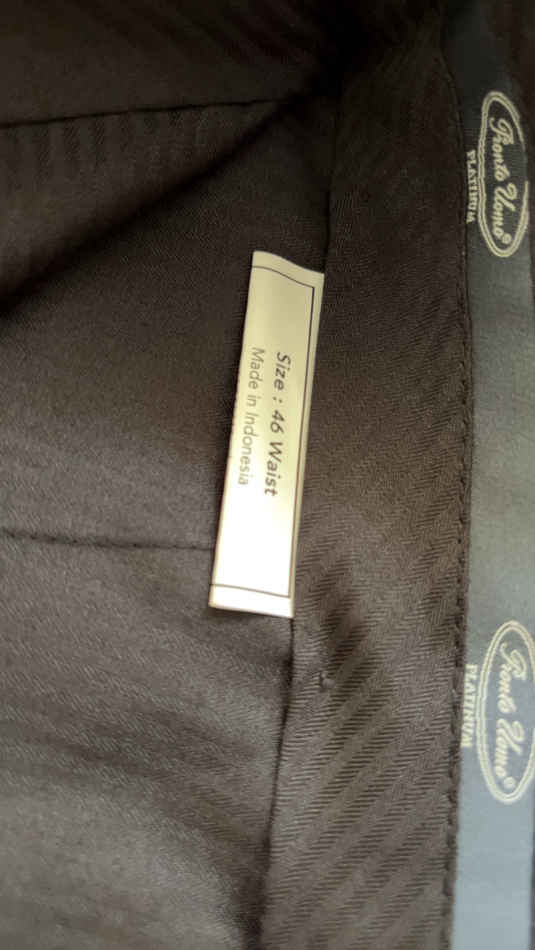 Size : 46 Waist
Made in Indonesia
Pronto Uomo®
PLATINUM
Pronto Uomo®
PLATINUM